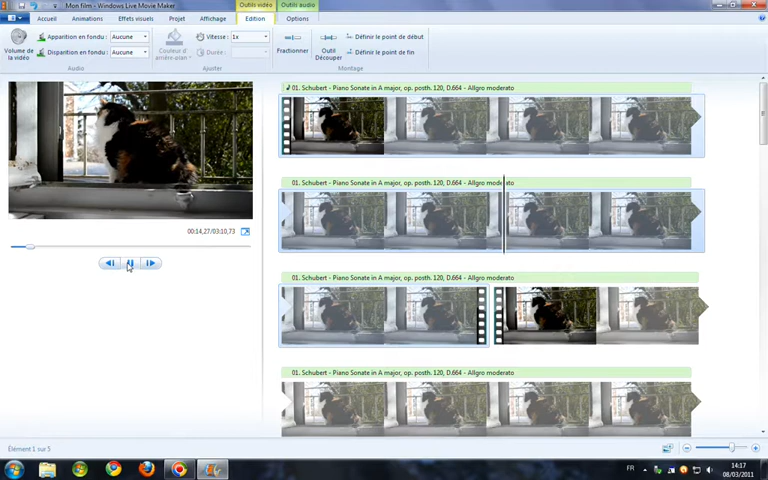 Mon film - Windows Live Movie Maker
Outils vidéo
Outils audio
Accueil
Animations
Effets visuels
Projet
Affichage
Edition
Options
Volume de la vidéo
Apparition en fondu :
Aucune
Disparition en fondu :
Aucune
Audio
Couleur d'arrière-plan
Vitesse :
1x
Durée :
Ajuster
Fractionner
Outil Découper
Définir le point de début
Définir le point de fin
Montage
01. Schubert - Piano Sonate in A major, op. posth. 120, D.664 - Allgro moderato
01. Schubert - Piano Sonate in A major, op. posth. 120, D.664 - Allgro moderato
00:14,27/03:10,73
01. Schubert - Piano Sonate in A major, op. posth. 120, D.664 - Allgro moderato
01. Schubert - Piano Sonate in A major, op. posth. 120, D.664 - Allgro moderato
Élément 1 sur 5
FR
14:17
08/03/2011